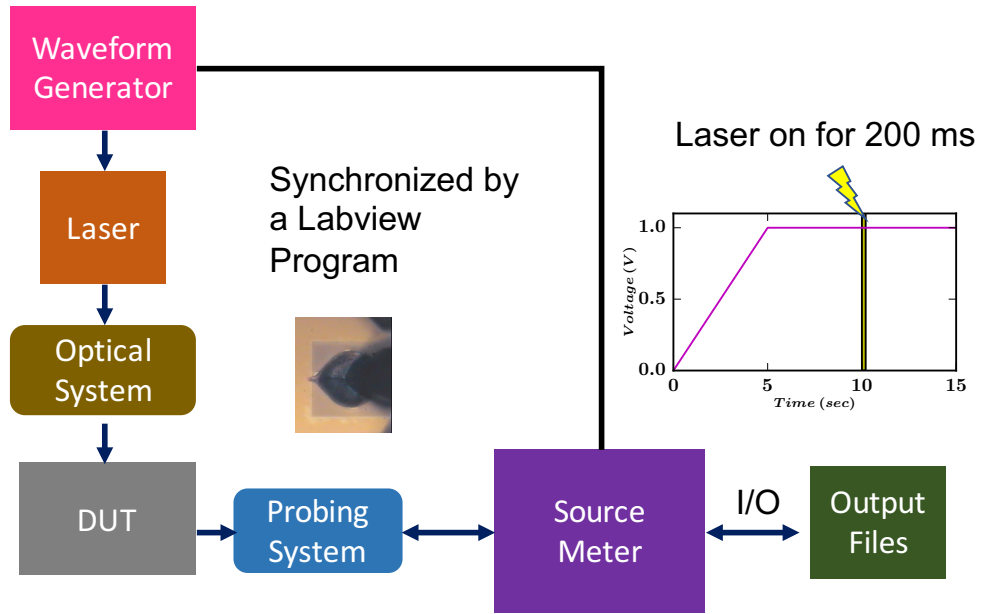 Waveform
Generator
Laser on for 200 ms
Synchronized by
a Labview
Program
Laser
1.0
0.5
0.0
Voltage (V)
0
5
10
15
Time (sec)
Optical
System
DUT
Probing
System
Source
Meter
I/O
Output
Files